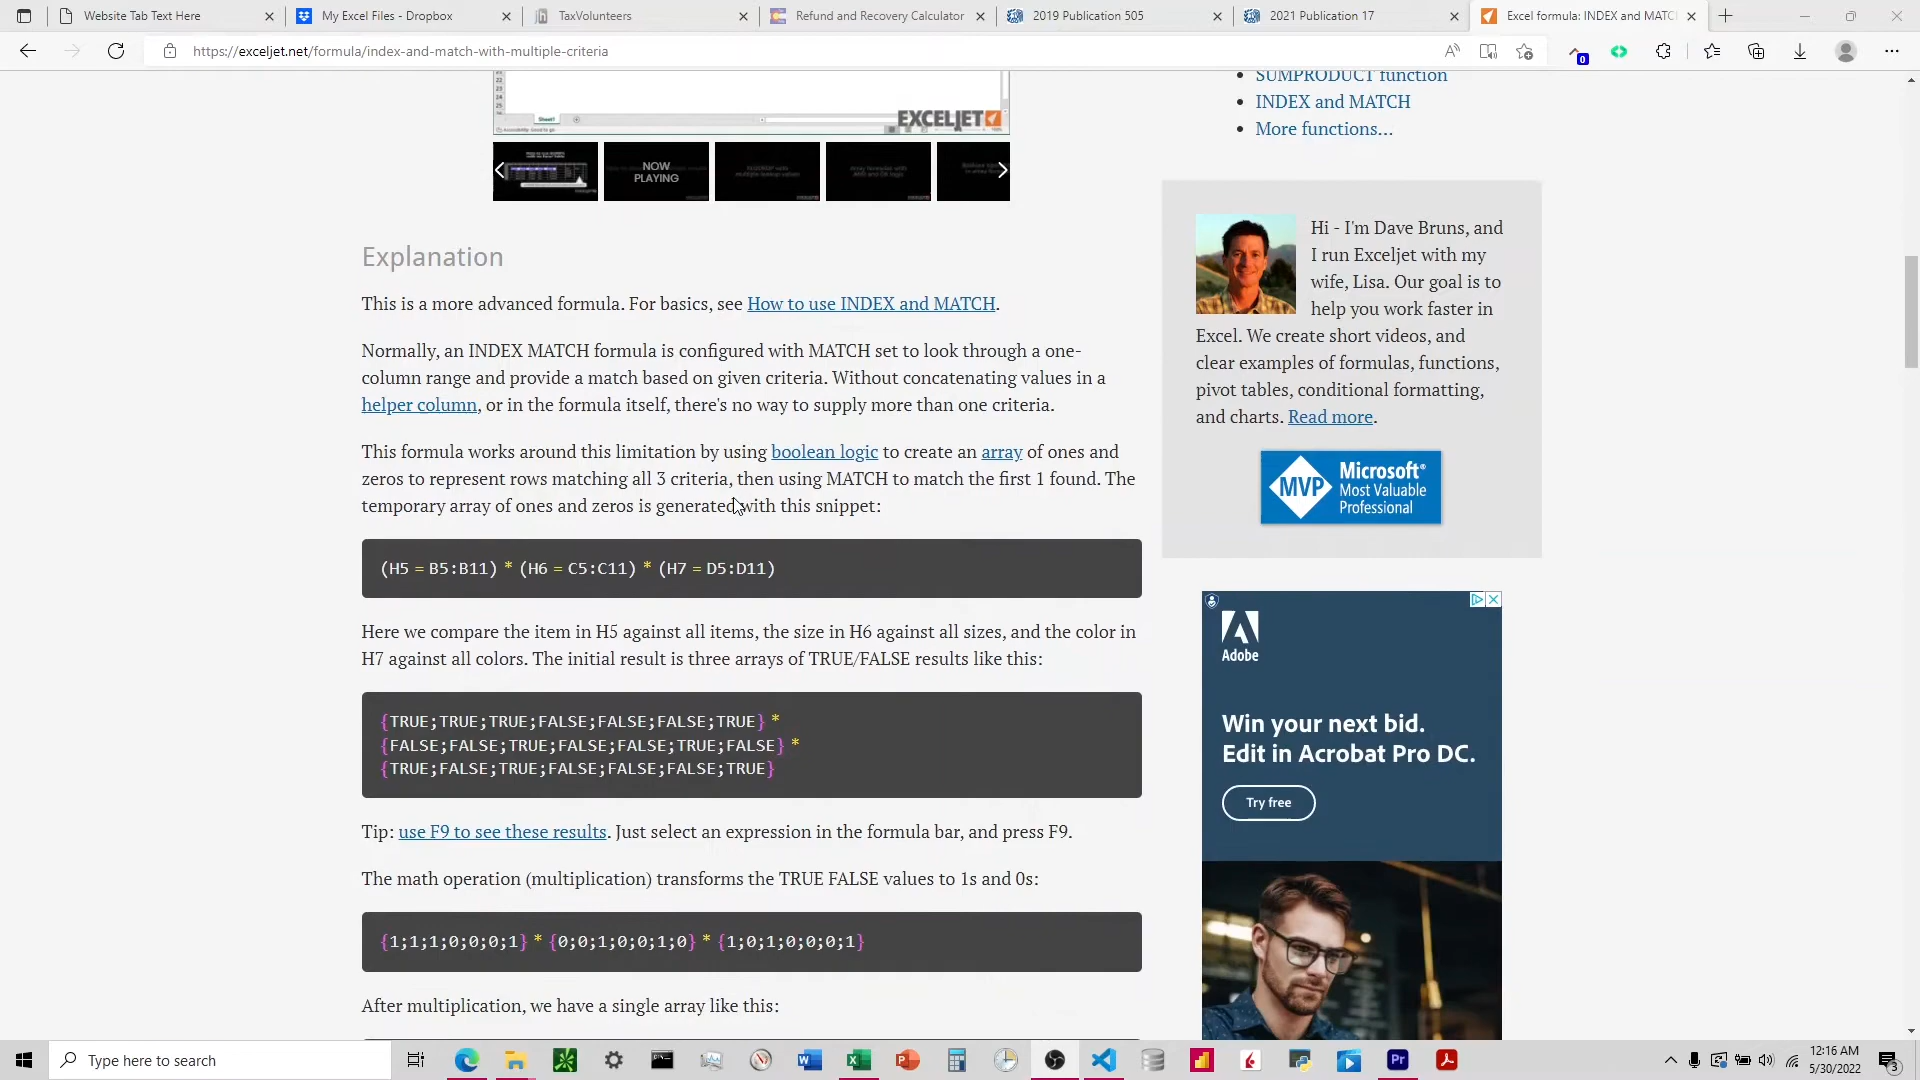 Website Tab Text Here
My Excel Files - Dropbox
TaxVolunteers
Refund and Recovery Calculator
2019 Publication 505
2021 Publication 17
Excel formula: INDEX and MATC
https://exceljet.net/formula/index-and-match-with-multiple-criteria
0
22
23
24
25
Sheet1
EXCELJET
NOW
PLAYING
SUMPRODUCT function
INDEX and MATCH
More functions...
Explanation
This is a more advanced formula. For basics, see How to use INDEX and MATCH.
Normally, an INDEX MATCH formula is configured with MATCH set to look through a one-
column range and provide a match based on given criteria. Without concatenating values in a
helper column, or in the formula itself, there's no way to supply more than one criteria.
This formula works around this limitation by using boolean logic to create an array of ones and
zeros to represent rows matching all 3 criteria, then using MATCH to match the first 1 found. The
temporary array of ones and zeros is generated with this snippet:
(H5 = B5:B11) * (H6 = C5:C11) * (H7 = D5:D11)
Here we compare the item in H5 against all items, the size in H6 against all sizes, and the color in
H7 against all colors. The initial result is three arrays of TRUE/FALSE results like this:
{TRUE;TRUE;TRUE;FALSE;FALSE;FALSE;TRUE} *
{FALSE;FALSE;TRUE;FALSE;FALSE;TRUE;FALSE} *
{TRUE;FALSE;TRUE;FALSE;FALSE;FALSE;TRUE}
Tip: use F9 to see these results. Just select an expression in the formula bar, and press F9.
The math operation (multiplication) transforms the TRUE FALSE values to 1s and 0s:
{1;1;1;0;0;0;1} * {0;0;1;0;0;1;0} * {1;0;1;0;0;0;1}
After multiplication, we have a single array like this:
Hi - I'm Dave Bruns, and
I run Exceljet with my
wife, Lisa. Our goal is to
help you work faster in
Excel. We create short videos, and
clear examples of formulas, functions,
pivot tables, conditional formatting,
and charts. Read more.
MVP
Microsoft®
Most Valuable
Professional
Adobe
Win your next bid.
Edit in Acrobat Pro DC.
Try free
Type here to search
Pr
12:16 AM
5/30/2022
3